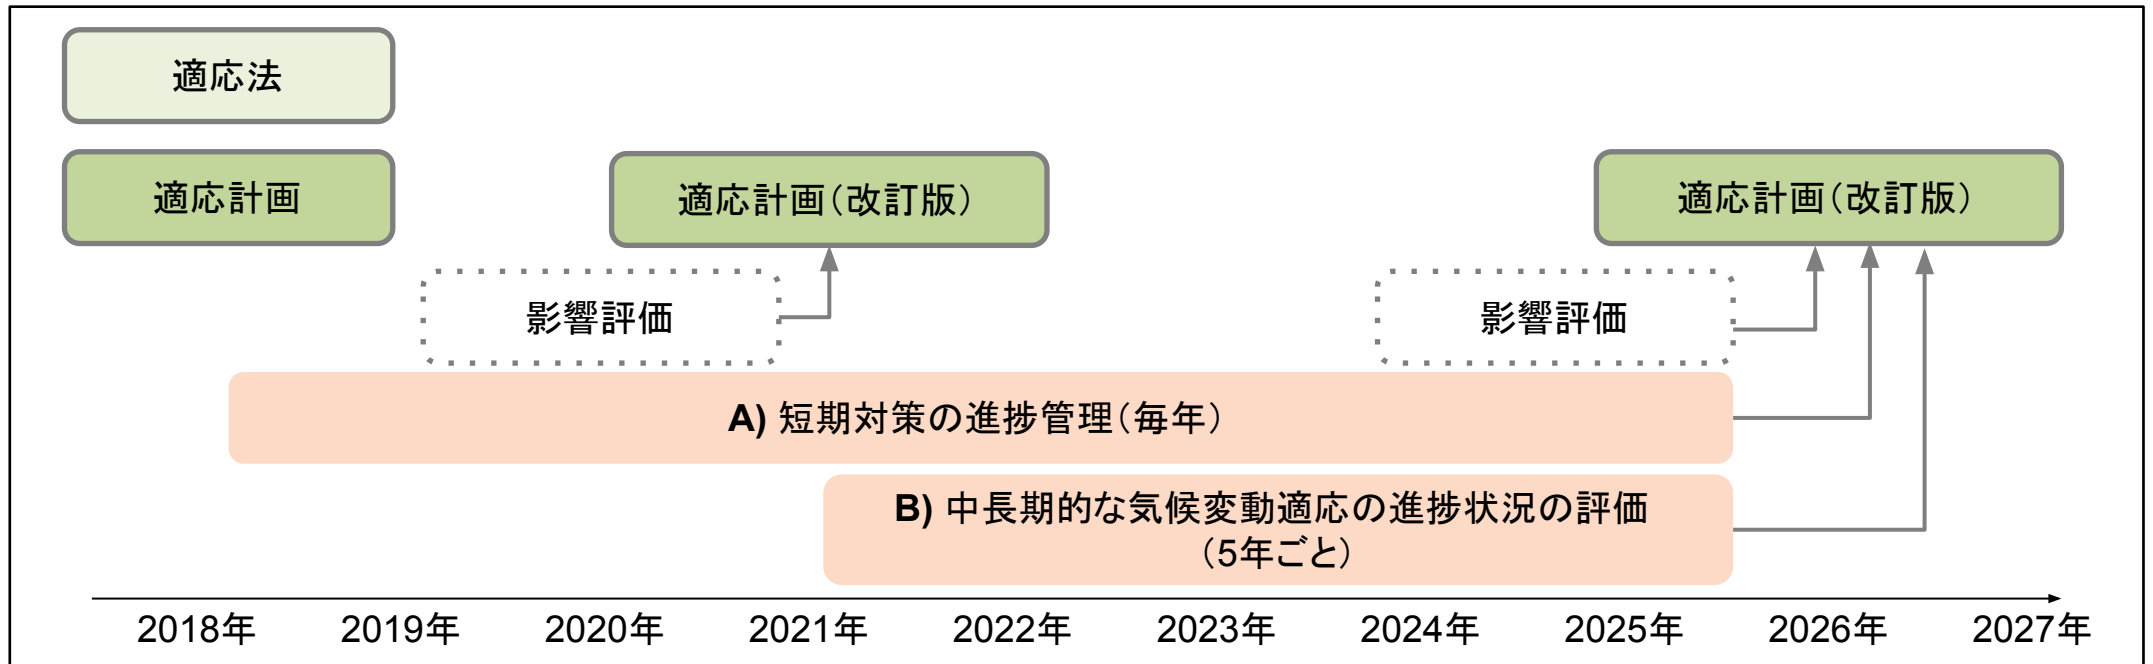 適応法
適応計画
適応計画（改訂版）
適応計画（改訂版）
影響評価
影響評価
A) 短期対策の進捗管理（毎年）
B) 中長期的な気候変動適応の進捗状況の評価
（5年ごと）
2018年 2019年 2020年 2021年 2022年 2023年 2024年 2025年 2026年 2027年